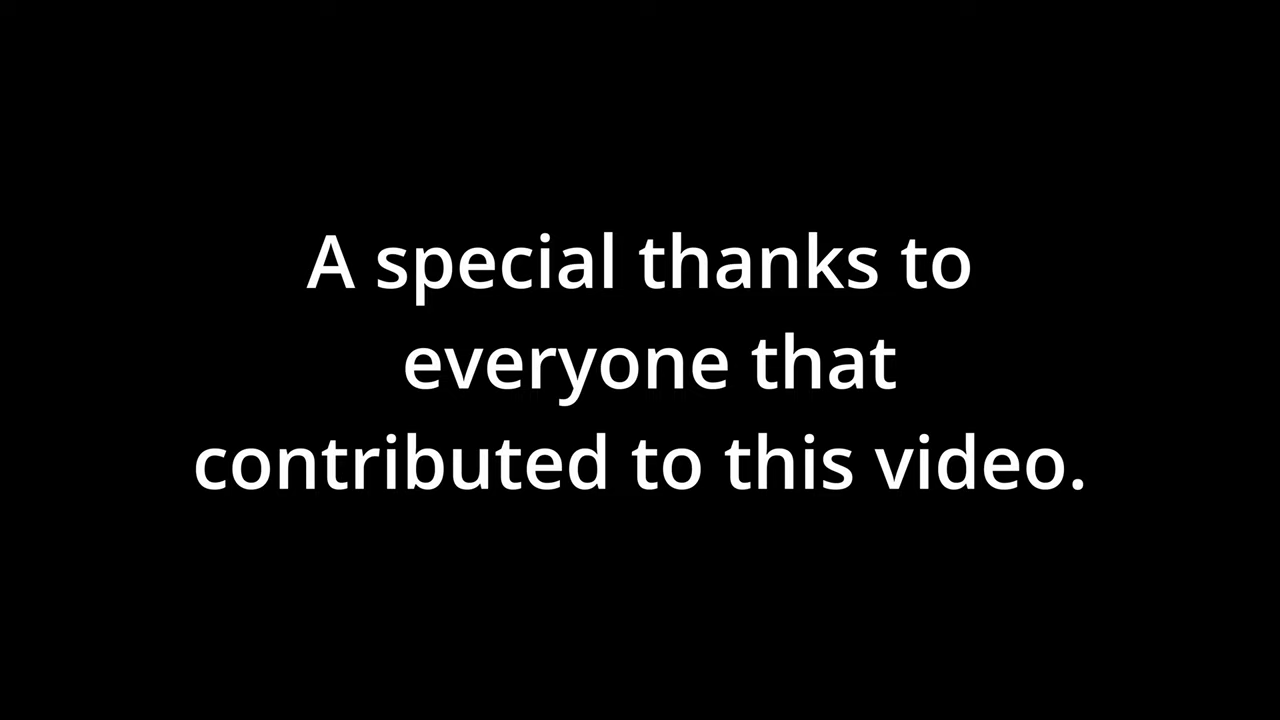 A special thanks to
everyone that
contributed to this video.